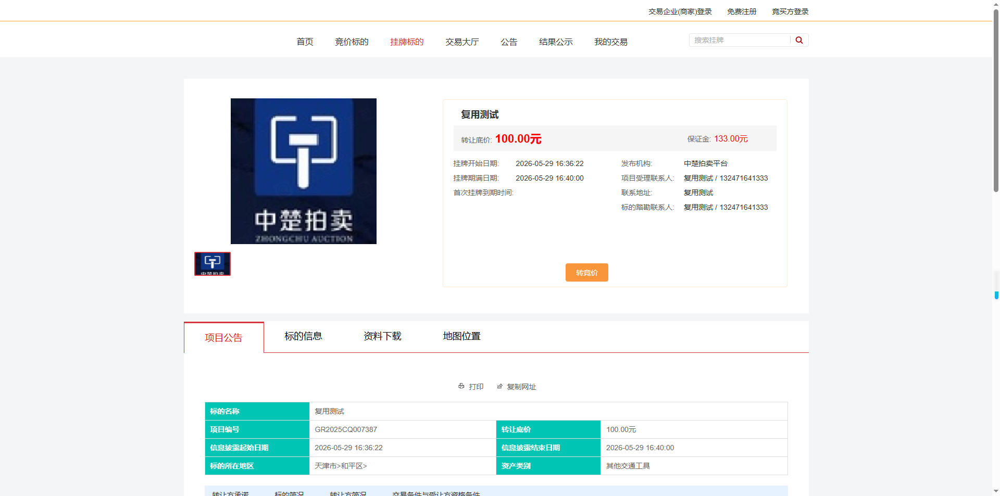 交易企业(商家)登录 免费注册 竞买方登录
首页 竞价标的 挂牌标的 交易大厅 公告 结果公示 我的交易 搜索挂牌
中楚拍卖
ZHONGCHU AUCTION
中楚拍卖
复用测试
转让底价: 100.00元 保证金: 133.00元
挂牌开始日期: 2026-05-29 16:36:22 发布机构: 中楚拍卖平台
挂牌期满日期: 2026-05-29 16:40:00 项目受理联系人: 复用测试 / 132471641333
首次挂牌到期时间: 联系地址: 复用测试
标的踏勘联系人: 复用测试 / 132471641333
转竞价
项目公告 标的信息 资料下载 地图位置
打印 复制网址
标的名称 复用测试
项目编号 GR2025CQ007387 转让底价 100.00元
信息披露起始日期 2026-05-29 16:36:22 信息披露结束日期 2026-05-29 16:40:00
标的所在地区 天津市>和平区> 资产类别 其他交通工具
转让方承诺 标的简况 转让方简况 交易条件与受让方资格条件